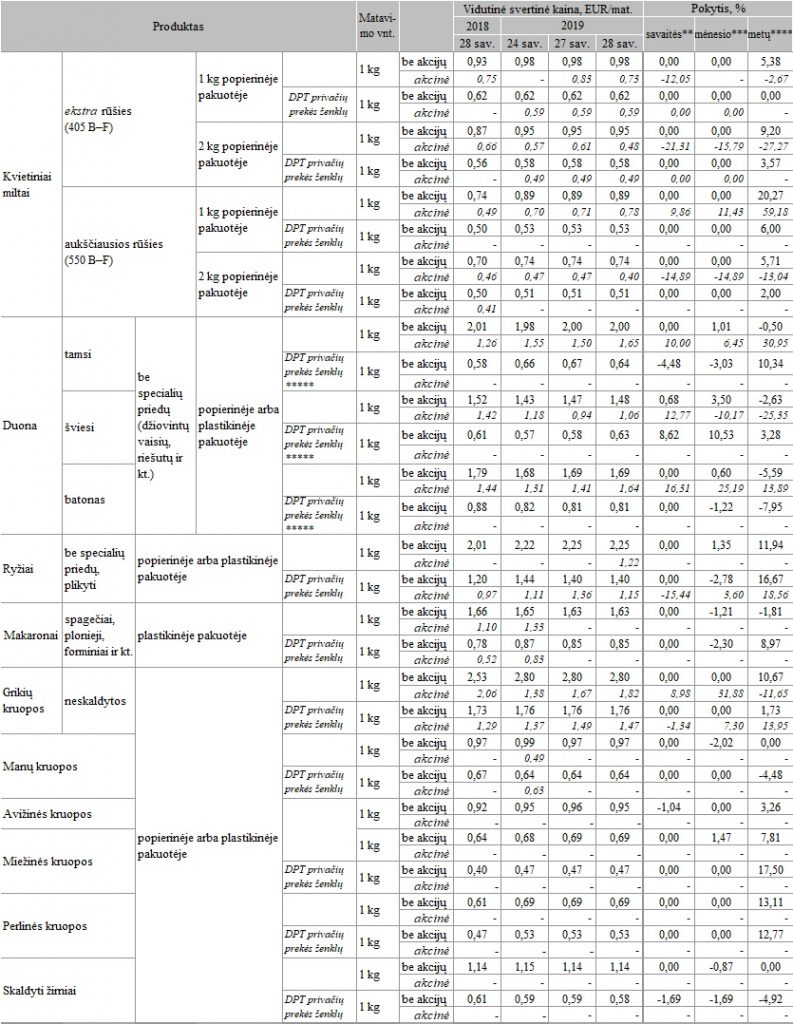 Produktas Matavi- Vidutinė svertinė kaina, EUR/mat. Pokytis, %
mo vnt. 2018 2019 savaitės** mėnesio*** metų****
28 sav. 24 sav. 27 sav. 28 sav.
Kvietiniai miltai
ekstra rūšies
(405 B–F)
1 kg popierinėje
pakuotėje
1 kg be akcijų 0,93 0,98 0,98 0,98 0,00 0,00 5,38
akcinė 0,75 - 0,83 0,73 -12,05 - -2,67
DPT privačių
prekės ženklų
1 kg be akcijų 0,62 0,62 0,62 0,62 0,00 0,00 0,00
akcinė - 0,59 0,59 0,59 0,00 0,00 -
2 kg popierinėje
pakuotėje
1 kg be akcijų 0,87 0,95 0,95 0,95 0,00 0,00 9,20
akcinė 0,66 0,57 0,61 0,48 -21,31 -15,79 -27,27
DPT privačių
prekės ženklų
1 kg be akcijų 0,56 0,58 0,58 0,58 0,00 0,00 3,57
akcinė - 0,49 0,49 0,49 0,00 0,00 -
aukščiausios rūšies
(550 B–F)
1 kg popierinėje
pakuotėje
1 kg be akcijų 0,74 0,89 0,89 0,89 0,00 0,00 20,27
akcinė 0,49 0,70 0,71 0,78 9,86 11,43 59,18
DPT privačių
prekės ženklų
1 kg be akcijų 0,50 0,53 0,53 0,53 0,00 0,00 6,00
akcinė - - - - - - -
2 kg popierinėje
pakuotėje
1 kg be akcijų 0,70 0,74 0,74 0,74 0,00 0,00 5,71
akcinė 0,46 0,47 0,47 0,40 -14,89 -14,89 -13,04
DPT privačių
prekės ženklų
1 kg be akcijų 0,50 0,51 0,51 0,51 0,00 0,00 2,00
akcinė 0,41 - - - - - -
Duona
be
specialių
priedų
(džiovintų
vaisių,
riešutų ir
kt.)
popierinėje arba
plastikinėje
pakuotėje
tamsi
1 kg be akcijų 2,01 1,98 2,00 2,00 0,00 1,01 -0,50
akcinė 1,26 1,55 1,50 1,65 10,00 6,45 30,95
DPT privačių
prekės ženklų
*****
1 kg be akcijų 0,58 0,66 0,67 0,64 -4,48 -3,03 10,34
akcinė - - - - - - -
šviesi
1 kg be akcijų 1,52 1,43 1,47 1,48 0,68 3,50 -2,63
akcinė 1,42 1,18 0,94 1,06 12,77 -10,17 -25,35
DPT privačių
prekės ženklų
*****
1 kg be akcijų 0,61 0,57 0,58 0,63 8,62 10,53 3,28
akcinė - - - - - - -
batonas
1 kg be akcijų 1,79 1,68 1,69 1,69 0,00 0,60 -5,59
akcinė 1,44 1,31 1,41 1,64 16,31 25,19 13,89
DPT privačių
prekės ženklų
*****
1 kg be akcijų 0,88 0,82 0,81 0,81 0,00 -1,22 -7,95
akcinė - - - - - - -
Ryžiai
be specialių
priedų,
plikyti
popierinėje arba plastikinėje
pakuotėje
1 kg be akcijų 2,01 2,22 2,25 2,25 0,00 1,35 11,94
akcinė - - - 1,22 - - -
DPT privačių
prekės ženklų
1 kg be akcijų 1,20 1,44 1,40 1,40 0,00 -2,78 16,67
akcinė 0,97 1,11 1,36 1,15 -15,44 3,60 18,56
Makaronai
spagečiai,
plonieji,
forminiai ir kt.
plastikinėje pakuotėje
1 kg be akcijų 1,66 1,65 1,63 1,63 0,00 -1,21 -1,81
akcinė 1,10 1,33 - - - - -
DPT privačių
prekės ženklų
1 kg be akcijų 0,78 0,87 0,85 0,85 0,00 -2,30 8,97
akcinė 0,52 0,83 - - - - -
Grikių
kruopos
neskaldytos
popierinėje arba plastikinėje
pakuotėje
1 kg be akcijų 2,53 2,80 2,80 2,80 0,00 0,00 10,67
akcinė 2,06 1,38 1,67 1,82 8,98 31,88 -11,65
DPT privačių
prekės ženklų
1 kg be akcijų 1,73 1,76 1,76 1,76 0,00 0,00 1,73
akcinė 1,29 1,37 1,49 1,47 -1,34 7,30 13,95
Manų kruopos
1 kg be akcijų 0,97 0,99 0,97 0,97 0,00 -2,02 0,00
akcinė - 0,49 - - - - -
DPT privačių
prekės ženklų
1 kg be akcijų 0,67 0,64 0,64 0,64 0,00 0,00 -4,48
akcinė - 0,63 - - - - -
Avižinės kruopos
1 kg be akcijų 0,92 0,95 0,96 0,95 -1,04 0,00 3,26
akcinė - - - - - - -
Miežinės kruopos
1 kg be akcijų 0,64 0,68 0,69 0,69 0,00 1,47 7,81
akcinė - - - - - - -
DPT privačių
prekės ženklų
1 kg be akcijų 0,40 0,47 0,47 0,47 0,00 0,00 17,50
akcinė - - - - - - -
Perlinės kruopos
1 kg be akcijų 0,61 0,69 0,69 0,69 0,00 0,00 13,11
akcinė - - - - - - -
DPT privačių
prekės ženklų
1 kg be akcijų 0,47 0,53 0,53 0,53 0,00 0,00 12,77
akcinė - - - - - - -
Skaldyti žirniai
1 kg be akcijų 1,14 1,15 1,14 1,14 0,00 -0,87 0,00
akcinė - - - - - - -
DPT privačių
prekės ženklų
1 kg be akcijų 0,61 0,59 0,59 0,58 -1,69 -1,69 -4,92
akcinė - - - - - - -